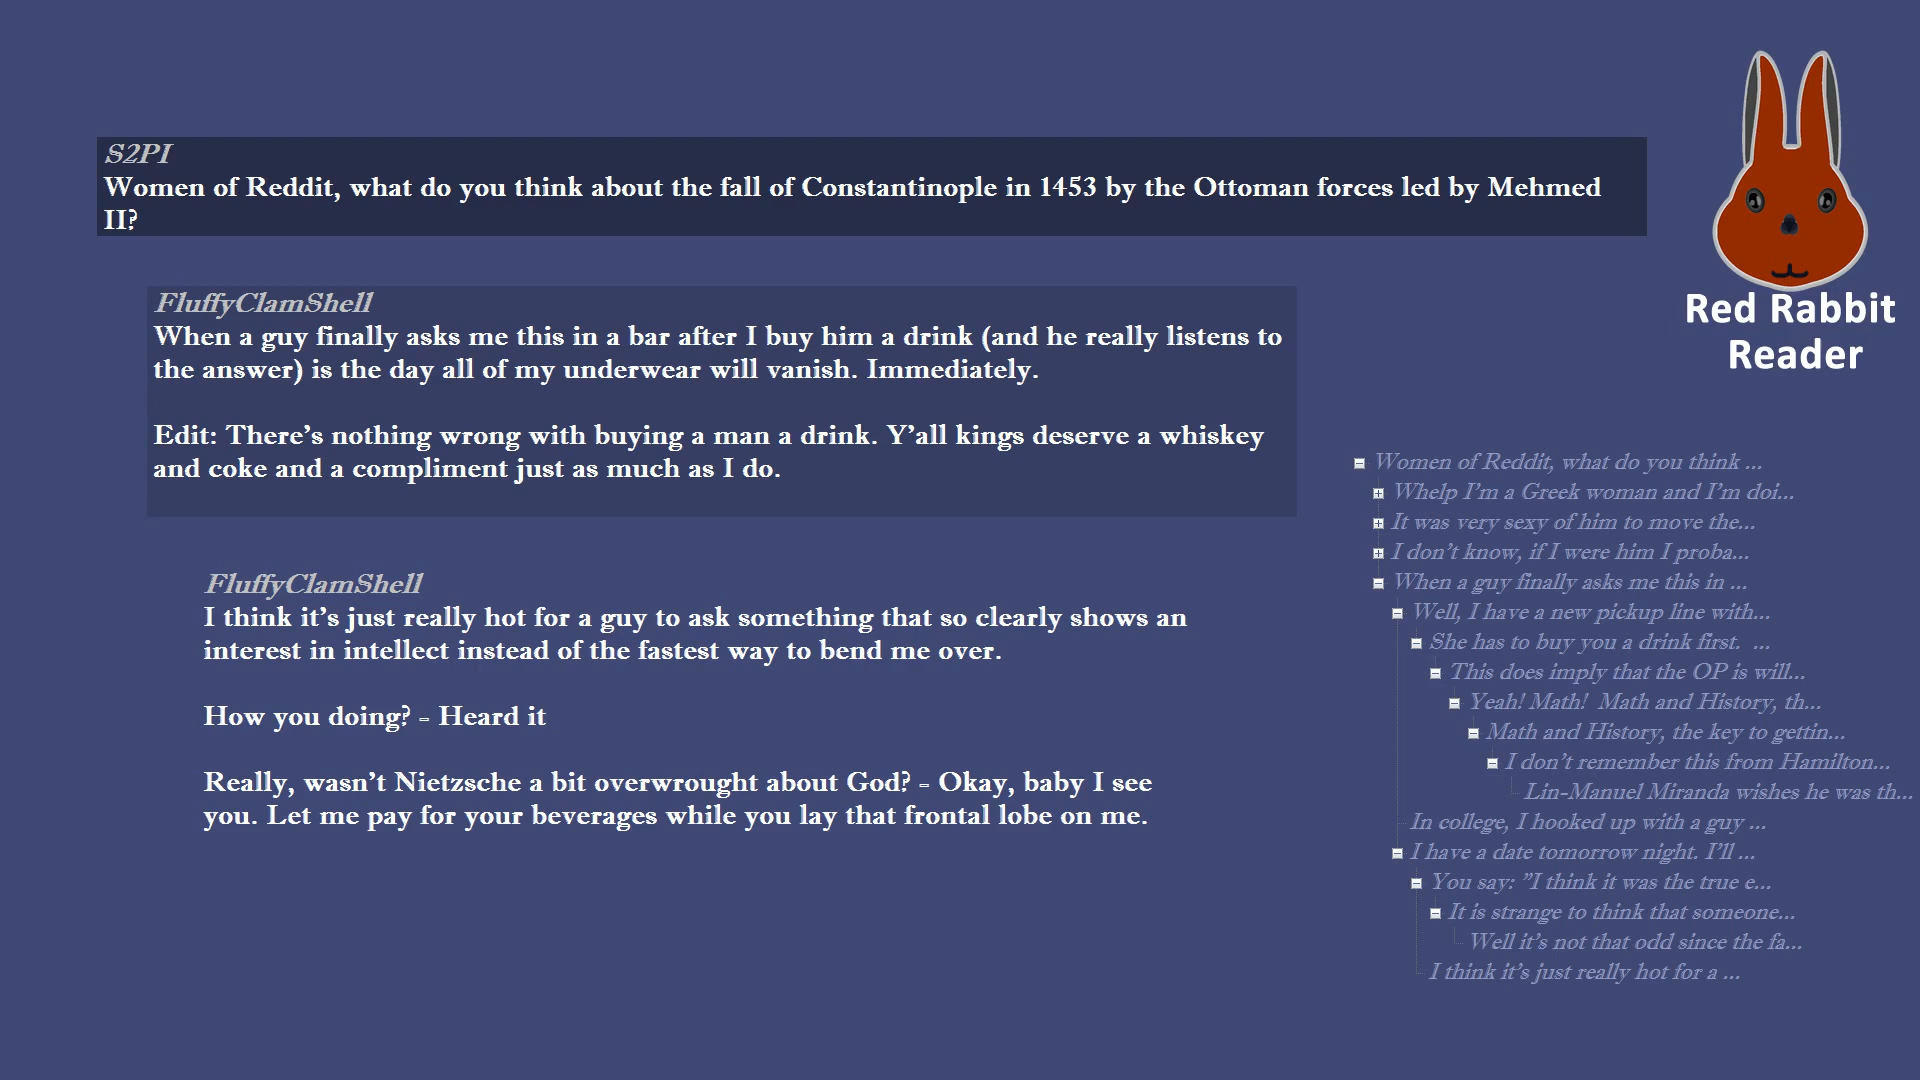 S2PI
Women of Reddit, what do you think about the fall of Constantinople in 1453 by the Ottoman forces led by Mehmed
II?
FluffyClamShell
When a guy finally asks me this in a bar after I buy him a drink (and he really listens to
the answer) is the day all of my underwear will vanish. Immediately.
Edit: There's nothing wrong with buying a man a drink. Y'all kings deserve a whiskey
and coke and a compliment just as much as I do.
FluffyClamShell
I think it's just really hot for a guy to ask something that so clearly shows an
interest in intellect instead of the fastest way to bend me over.
How you doing? - Heard it
Really, wasn't Nietzsche a bit overwrought about God? - Okay, baby I see
you. Let me pay for your beverages while you lay that frontal lobe on me.
Red Rabbit
Reader
Women of Reddit, what do you think ...
Whelp I'm a Greek woman and I'm doi...
It was very sexy of him to move the...
I don't know, if I were him I proba...
When a guy finally asks me this in ...
Well, I have a new pickup line with...
She has to buy you a drink first.  ...
This does imply that the OP is will...
Yeah! Math!  Math and History, th...
Math and History, the key to gettin...
I don't remember this from Hamilton...
Lin-Manuel Miranda wishes he was th...
In college, I hooked up with a guy ...
I have a date tomorrow night. I'll ...
You say: "I think it was the true e...
It is strange to think that someone...
Well it's not that odd since the fa...
I think it's just really hot for a ...